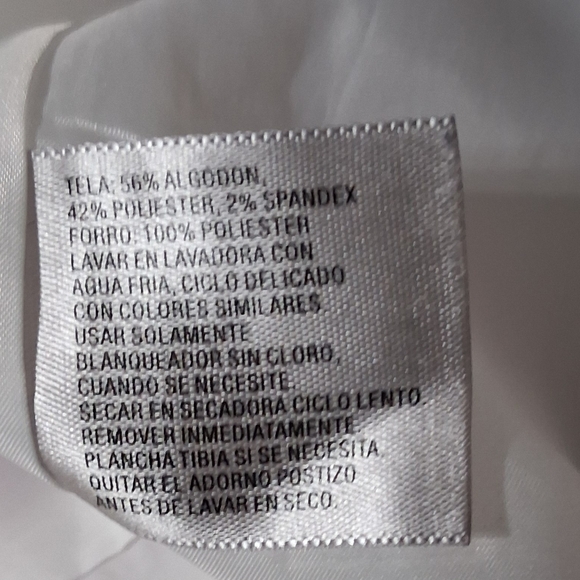 TELA: 56% ALGODON,
42% POLIESTER, 2% SPANDEX
FORRO: 100% POLIESTER
LAVAR EN LAVADORA CON
AGUA FRIA, CICLO DELICADO
CON COLORES SIMILARES.
USAR SOLAMENTE
BLANQUEADOR SIN CLORO,
CUANDO SE NECESITE.
SECAR EN SECADORA CICLO LENTO.
REMOVER INMEDIATAMENTE
PLANCHA TIBIA SI SE NECESITA.
QUITAR EL ADORNO POSTIZO
ANTES DE LAVAR EN SECO.